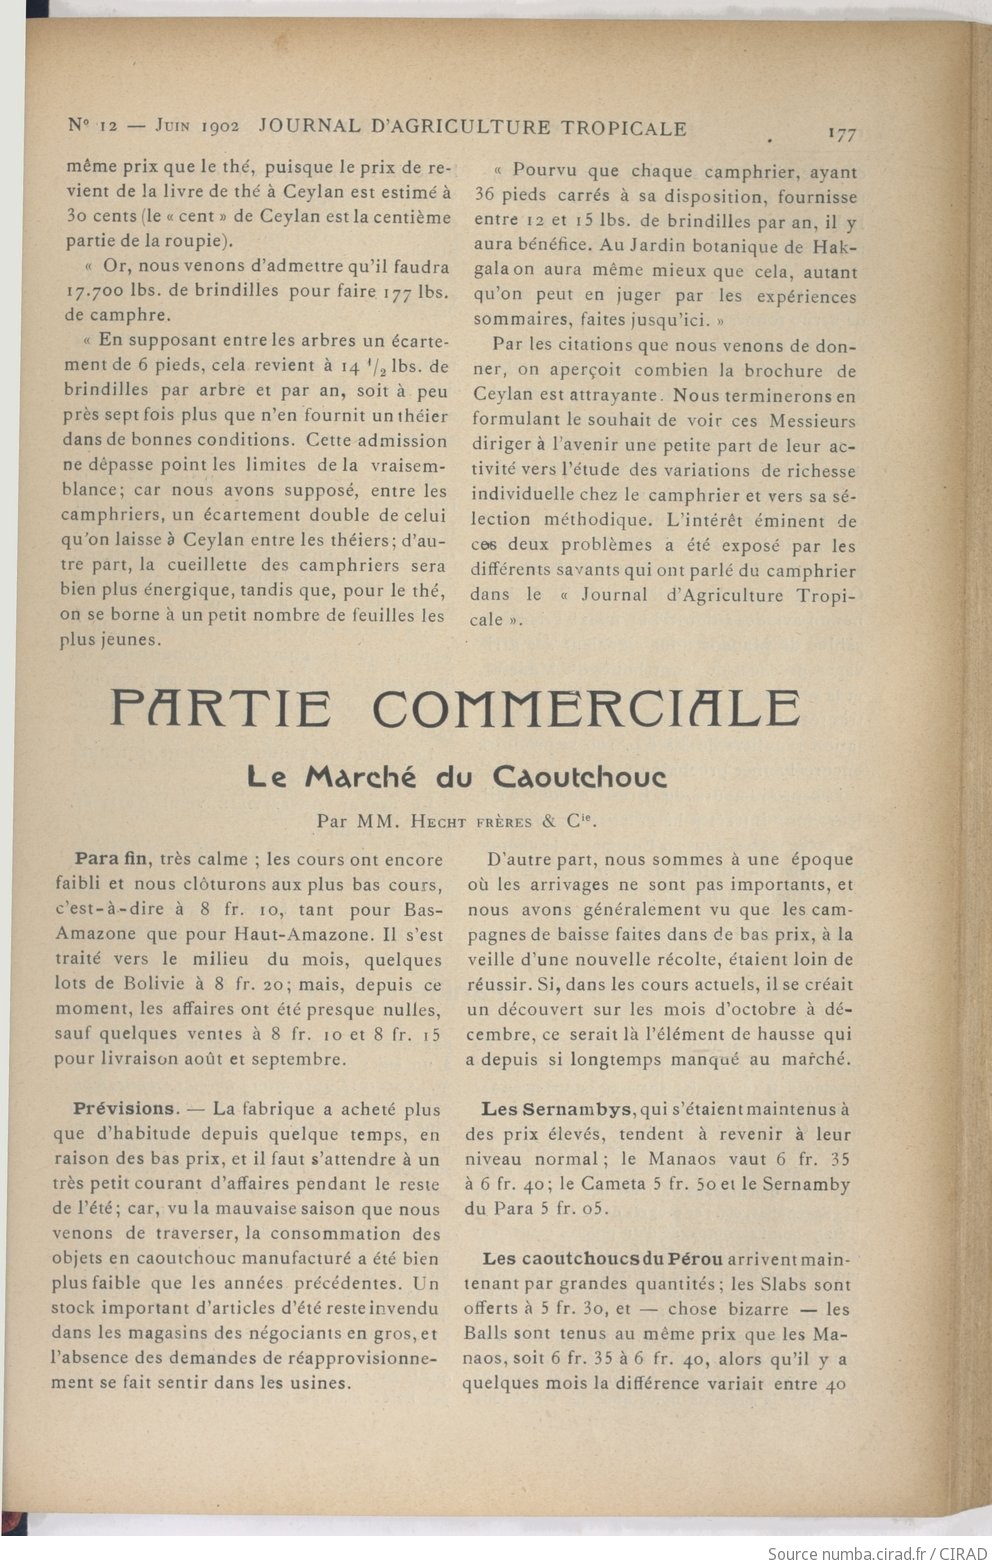 N° 12 — Juin 1902 JOURNAL D'AGRICULTURE TROPICALE 177
même prix que le thé, puisque le prix de re-
vient de la livre de thé à Ceylan est estimé à
30 cents (le « cent » de Ceylan est la centième
partie de la roupie).
« Or, nous venons d'admettre qu'il faudra
17.700 lbs. de brindilles pour faire 177 lbs.
de camphre.
« En supposant entre les arbres un écarte-
ment de 6 pieds, cela revient à 14 1/2 lbs. de
brindilles par arbre et par an, soit à peu
près sept fois plus que n'en fournit un théier
dans de bonnes conditions. Cette admission
ne dépasse point les limites de la vraisem-
blance; car nous avons supposé, entre les
camphriers, un écartement double de celui
qu'on laisse à Ceylan entre les théiers; d'au-
tre part, la cueillette des camphriers sera
bien plus énergique, tandis que, pour le thé,
on se borne à un petit nombre de feuilles les
plus jeunes.
« Pourvu que chaque camphrier, ayant
36 pieds carrés à sa disposition, fournisse
entre 12 et 15 lbs. de brindilles par an, il y
aura bénéfice. Au Jardin botanique de Hak-
gala on aura même mieux que cela, autant
qu'on peut en juger par les expériences
sommaires, faites jusqu'ici. »
Par les citations que nous venons de don-
ner, on aperçoit combien la brochure de
Ceylan est attrayante. Nous terminerons en
formulant le souhait de voir ces Messieurs
diriger à l'avenir une petite part de leur ac-
tivité vers l'étude des variations de richesse
individuelle chez le camphrier et vers sa sé-
lection méthodique. L'intérêt éminent de
ces deux problèmes a été exposé par les
différents savants qui ont parlé du camphrier
dans le « Journal d'Agriculture Tropi-
cale ».
PARTIE COMMERCIALE
Le Marché du Caoutchouc
Par MM. Hecht frères & Cie.
Para fin, très calme ; les cours ont encore
faibli et nous clôturons aux plus bas cours,
c'est-à-dire à 8 fr. 10, tant pour Bas-
Amazone que pour Haut-Amazone. Il s'est
traité vers le milieu du mois, quelques
lots de Bolivie à 8 fr. 20; mais, depuis ce
moment, les affaires ont été presque nulles,
sauf quelques ventes à 8 fr. 10 et 8 fr. 15
pour livraison août et septembre.
Prévisions. — La fabrique a acheté plus
que d'habitude depuis quelque temps, en
raison des bas prix, et il faut s'attendre à un
très petit courant d'affaires pendant le reste
de l'été; car, vu la mauvaise saison que nous
venons de traverser, la consommation des
objets en caoutchouc manufacturé a été bien
plus faible que les années précédentes. Un
stock important d'articles d'été reste invendu
dans les magasins des négociants en gros, et
l'absence des demandes de réapprovisionne-
ment se fait sentir dans les usines.
D'autre part, nous sommes à une époque
où les arrivages ne sont pas importants, et
nous avons généralement vu que les cam-
pagnes de baisse faites dans de bas prix, à la
veille d'une nouvelle récolte, étaient loin de
réussir. Si, dans les cours actuels, il se créait
un découvert sur les mois d'octobre à dé-
cembre, ce serait là l'élément de hausse qui
a depuis si longtemps manqué au marché.
Les Sernambys, qui s'étaient maintenus à
des prix élevés, tendent à revenir à leur
niveau normal; le Manaos vaut 6 fr. 35
à 6 fr. 40; le Cameta 5 fr. 50 et le Sernamby
du Para 5 fr. 05.
Les caoutchoucs du Pérou arrivent main-
tenant par grandes quantités; les Slabs sont
offerts à 5 fr. 30, et — chose bizarre — les
Balls sont tenus au même prix que les Ma-
naos, soit 6 fr. 35 à 6 fr. 40, alors qu'il y a
quelques mois la différence variait entre 40
Source numba.cirad.fr / CIRAD